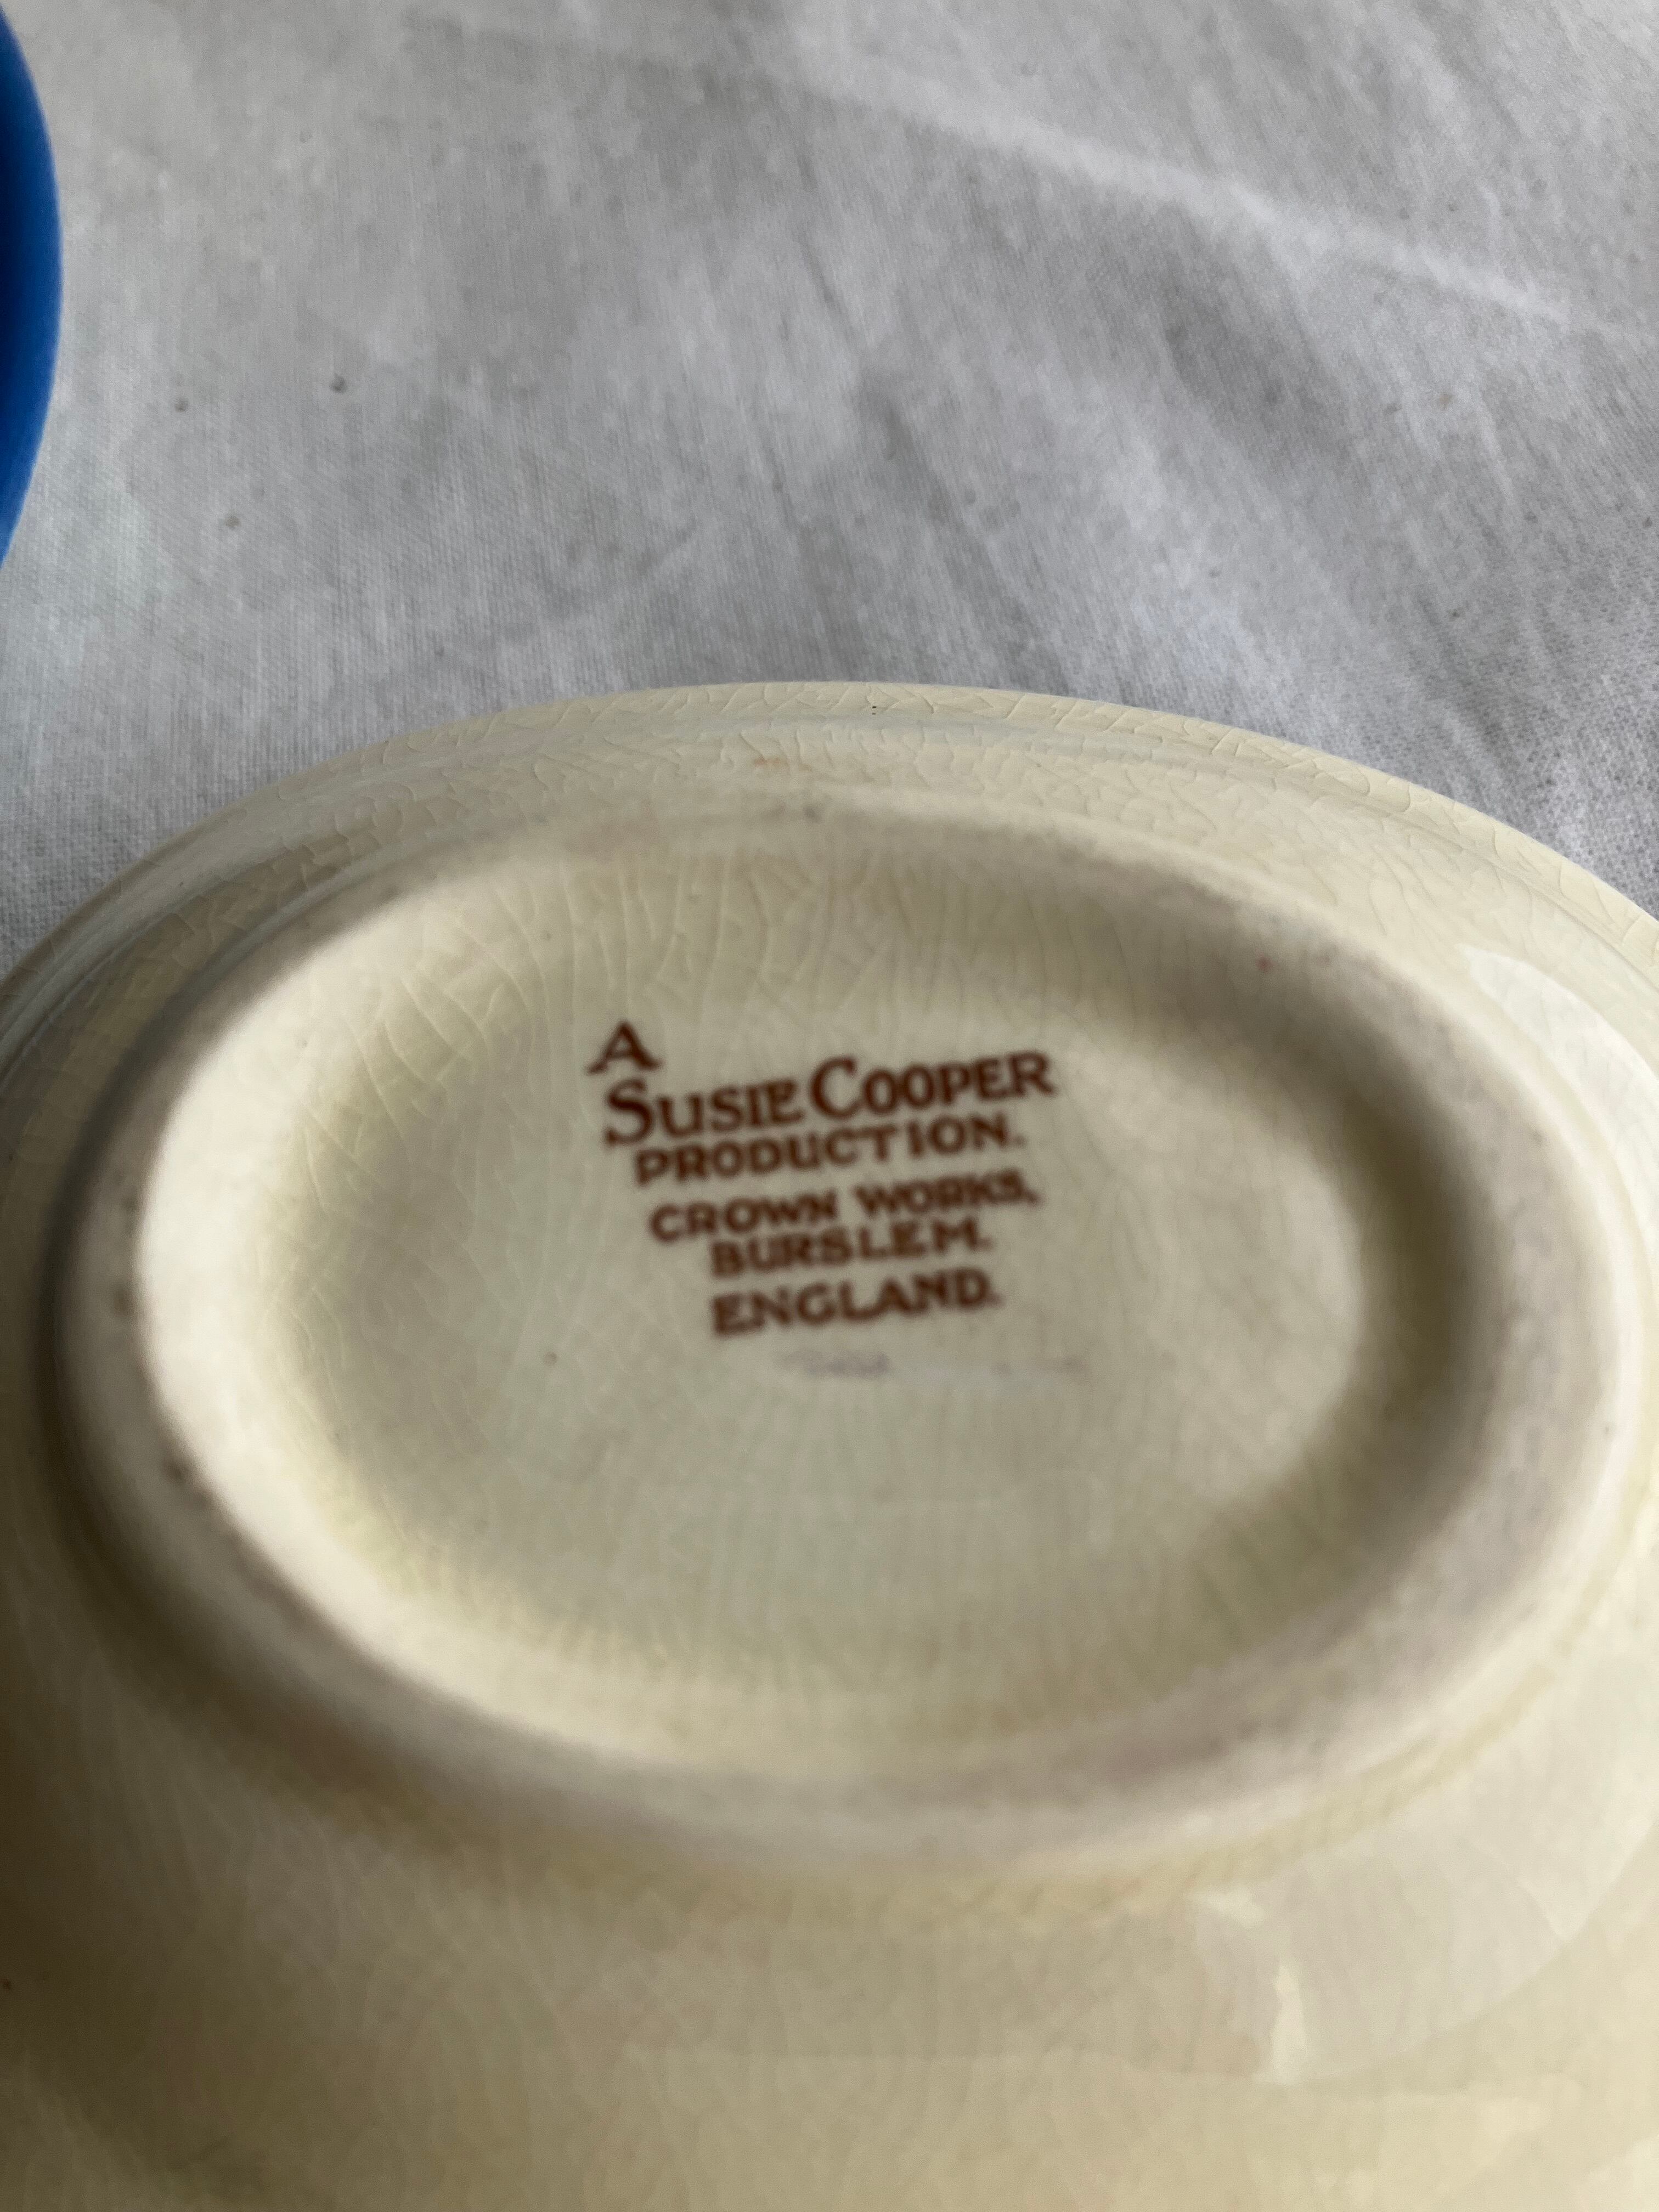 A
SUSIE COOPER
PRODUCTION.
CROWN WORKS,
BURSLEM.
ENGLAND.